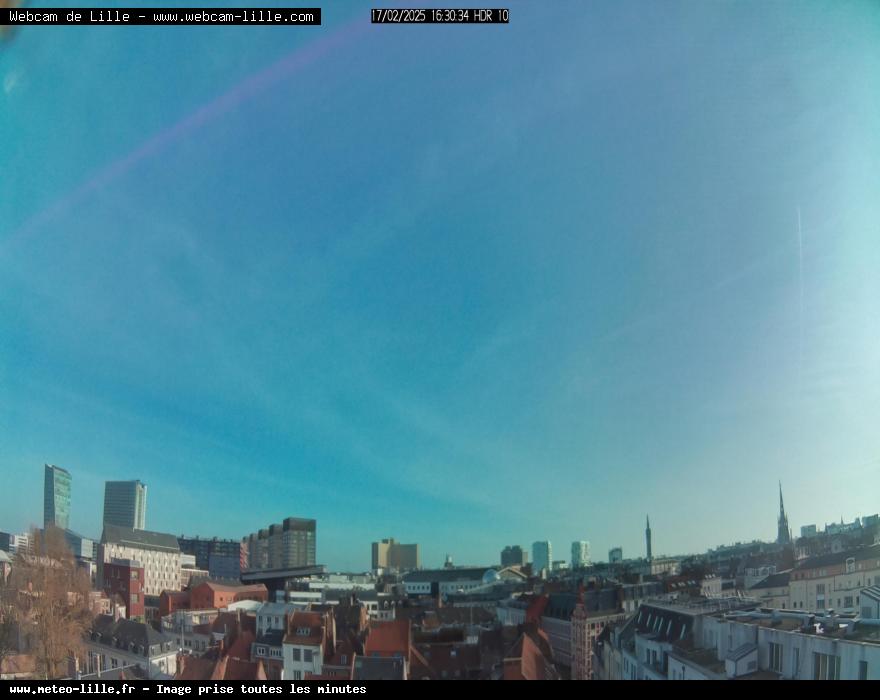 Webcam de Lille - www.webcam-lille.com
17/02/2025 16:30:34 HDR 10
www.meteo-lille.fr - Image prise toutes les minutes